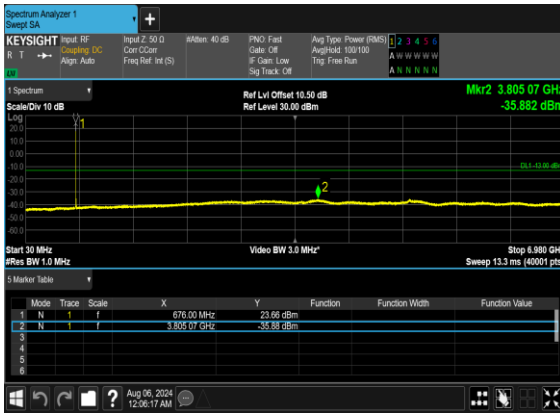 Spectrum Analyzer 1
Swept SA
+
KEYSIGHT Input: RF Input Z: 50 Ω #Atten: 40 dB PNO: Fast Avg Type: Power (RMS) 1 2 3 4 5 6
R T Coupling: DC Corr CCorr Gate: Off Avg|Hold: 100/100 A W W W W W
Align: Auto Freq Ref: Int (S) IF Gain: Low Trig: Free Run
LXI Sig Track: Off A N N N N N
1 Spectrum Ref Lvl Offset 10.50 dB Mkr2 3.805 07 GHz
Scale/Div 10 dB Ref Level 30.00 dBm -35.882 dBm
Log
1
20.0
10.0
0.00
-10.0
DL1 -13.00 dBm
-20.0
-30.0
2
-40.0
-50.0
-60.0
Start 30 MHz Video BW 3.0 MHz* Stop 6.980 GH
#Res BW 1.0 MHz Sweep 13.3 ms (40001 pts
5 Marker Table
Mode Trace Scale X Y Function Function Width Function Value
1 N 1 f 676.00 MHz 23.66 dBm
2 N 1 f 3.805 07 GHz -35.88 dBm
3
4
5
6
? Aug 06, 2024
12:06:17 AM